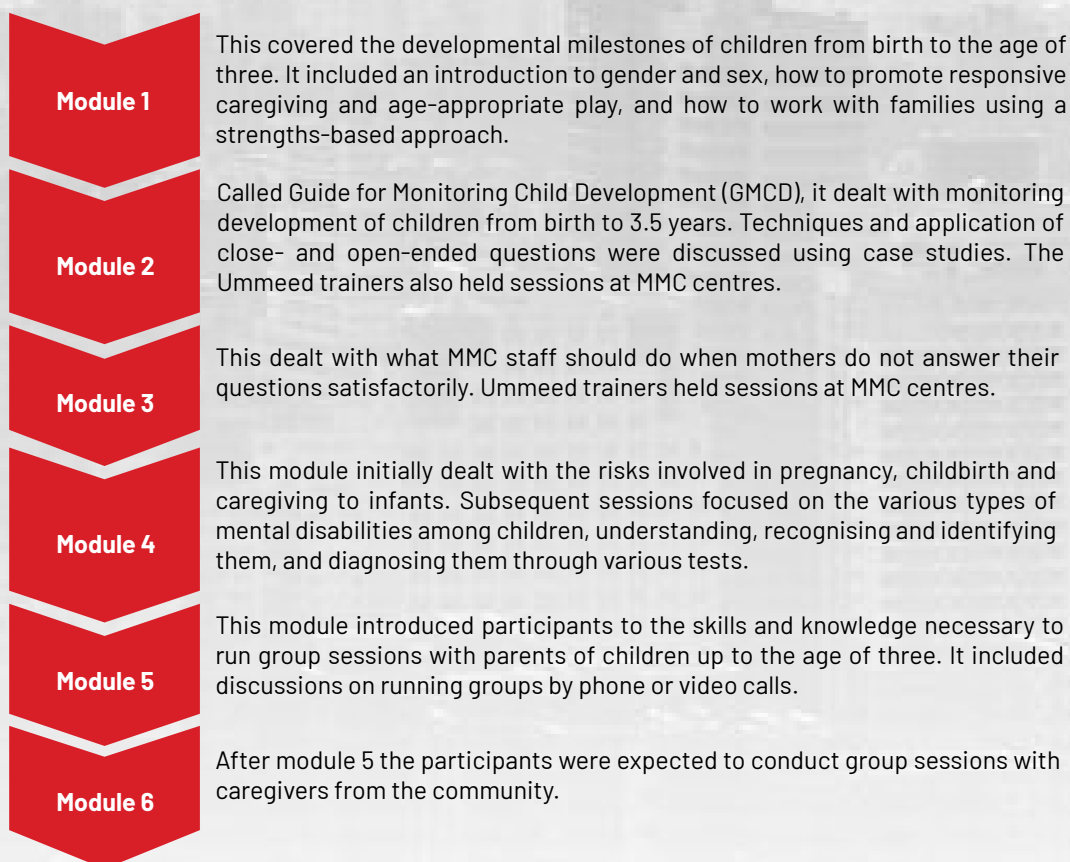 Module 1
This covered the developmental milestones of children from birth to the age of
three. It included an introduction to gender and sex, how to promote responsive
caregiving and age-appropriate play, and how to work with families using a
strengths-based approach.
Module 2
Called Guide for Monitoring Child Development (GMCD), it dealt with monitoring
development of children from birth to 3.5 years. Techniques and application of
close- and open-ended questions were discussed using case studies. The
Ummeed trainers also held sessions at MMC centres.
Module 3
This dealt with what MMC staff should do when mothers do not answer their
questions satisfactorily. Ummeed trainers held sessions at MMC centres.
Module 4
This module initially dealt with the risks involved in pregnancy, childbirth and
caregiving to infants. Subsequent sessions focused on the various types of
mental disabilities among children, understanding, recognising and identifying
them, and diagnosing them through various tests.
Module 5
This module introduced participants to the skills and knowledge necessary to
run group sessions with parents of children up to the age of three. It included
discussions on running groups by phone or video calls.
Module 6
After module 5 the participants were expected to conduct group sessions with
caregivers from the community.